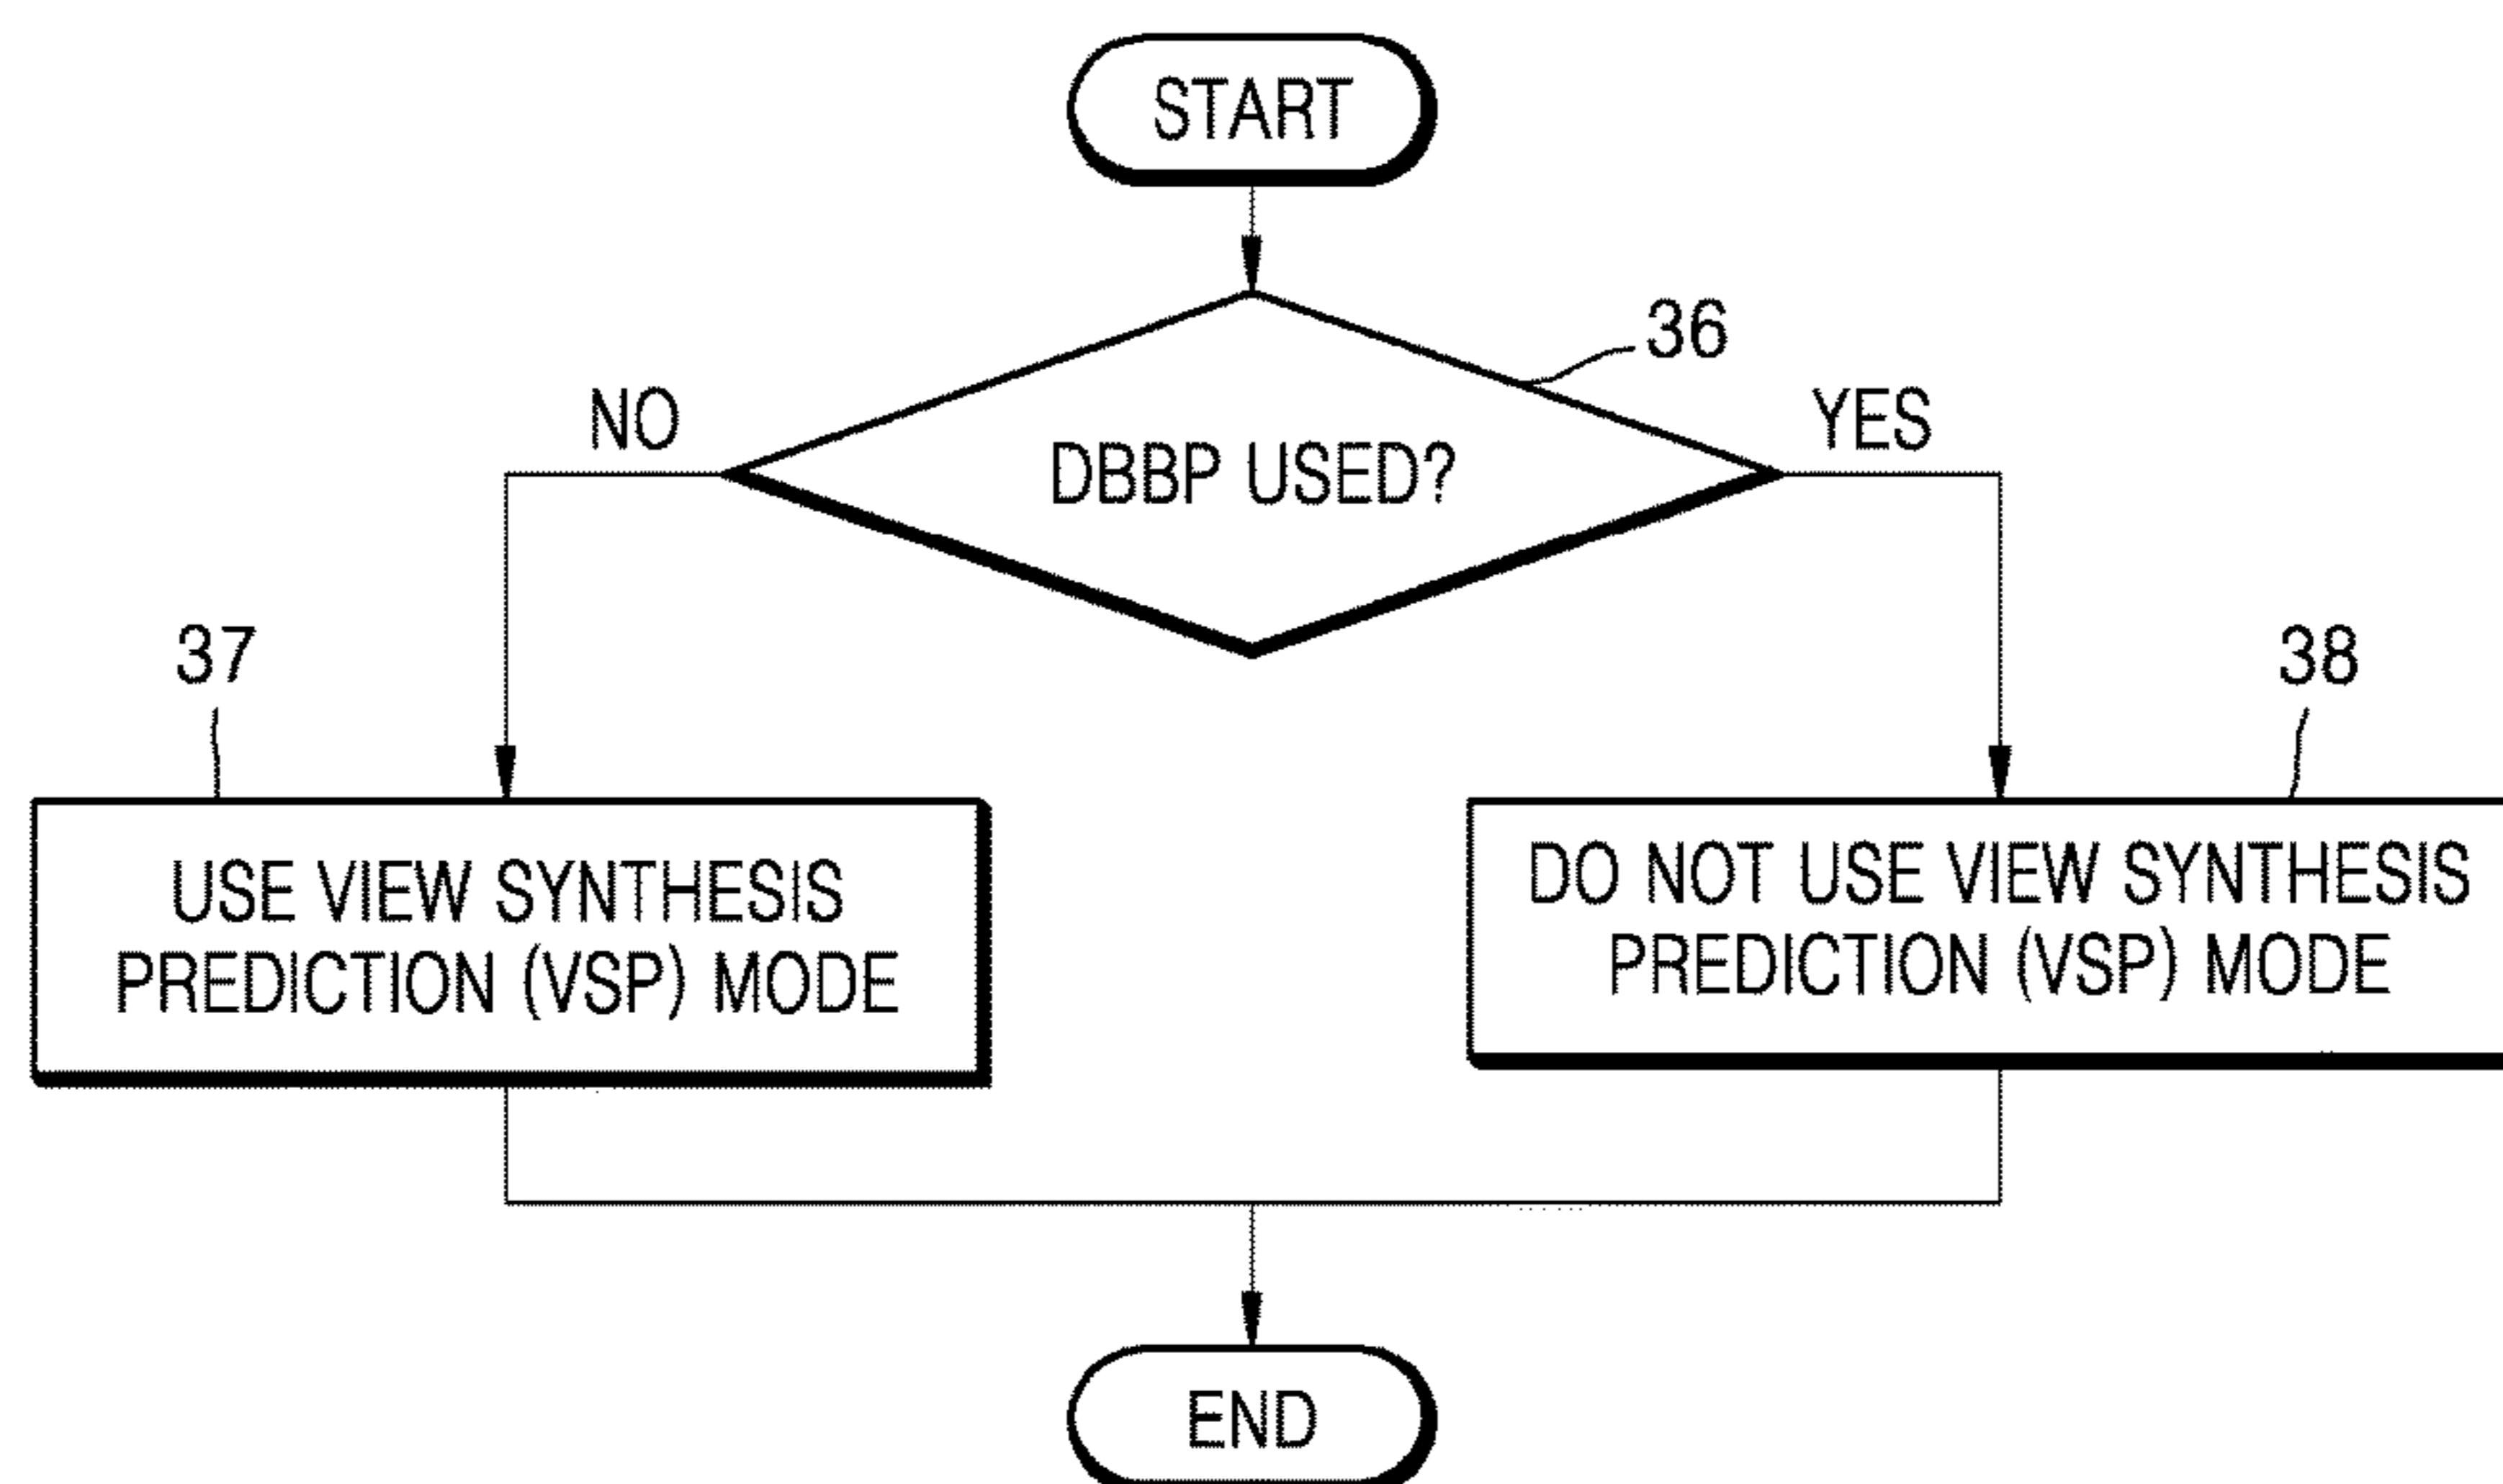 START
36
NO
YES
DBBP USED?
37
38
USE VIEW SYNTHESIS
PREDICTION (VSP) MODE
DO NOT USE VIEW SYNTHESIS
PREDICTION (VSP) MODE
END